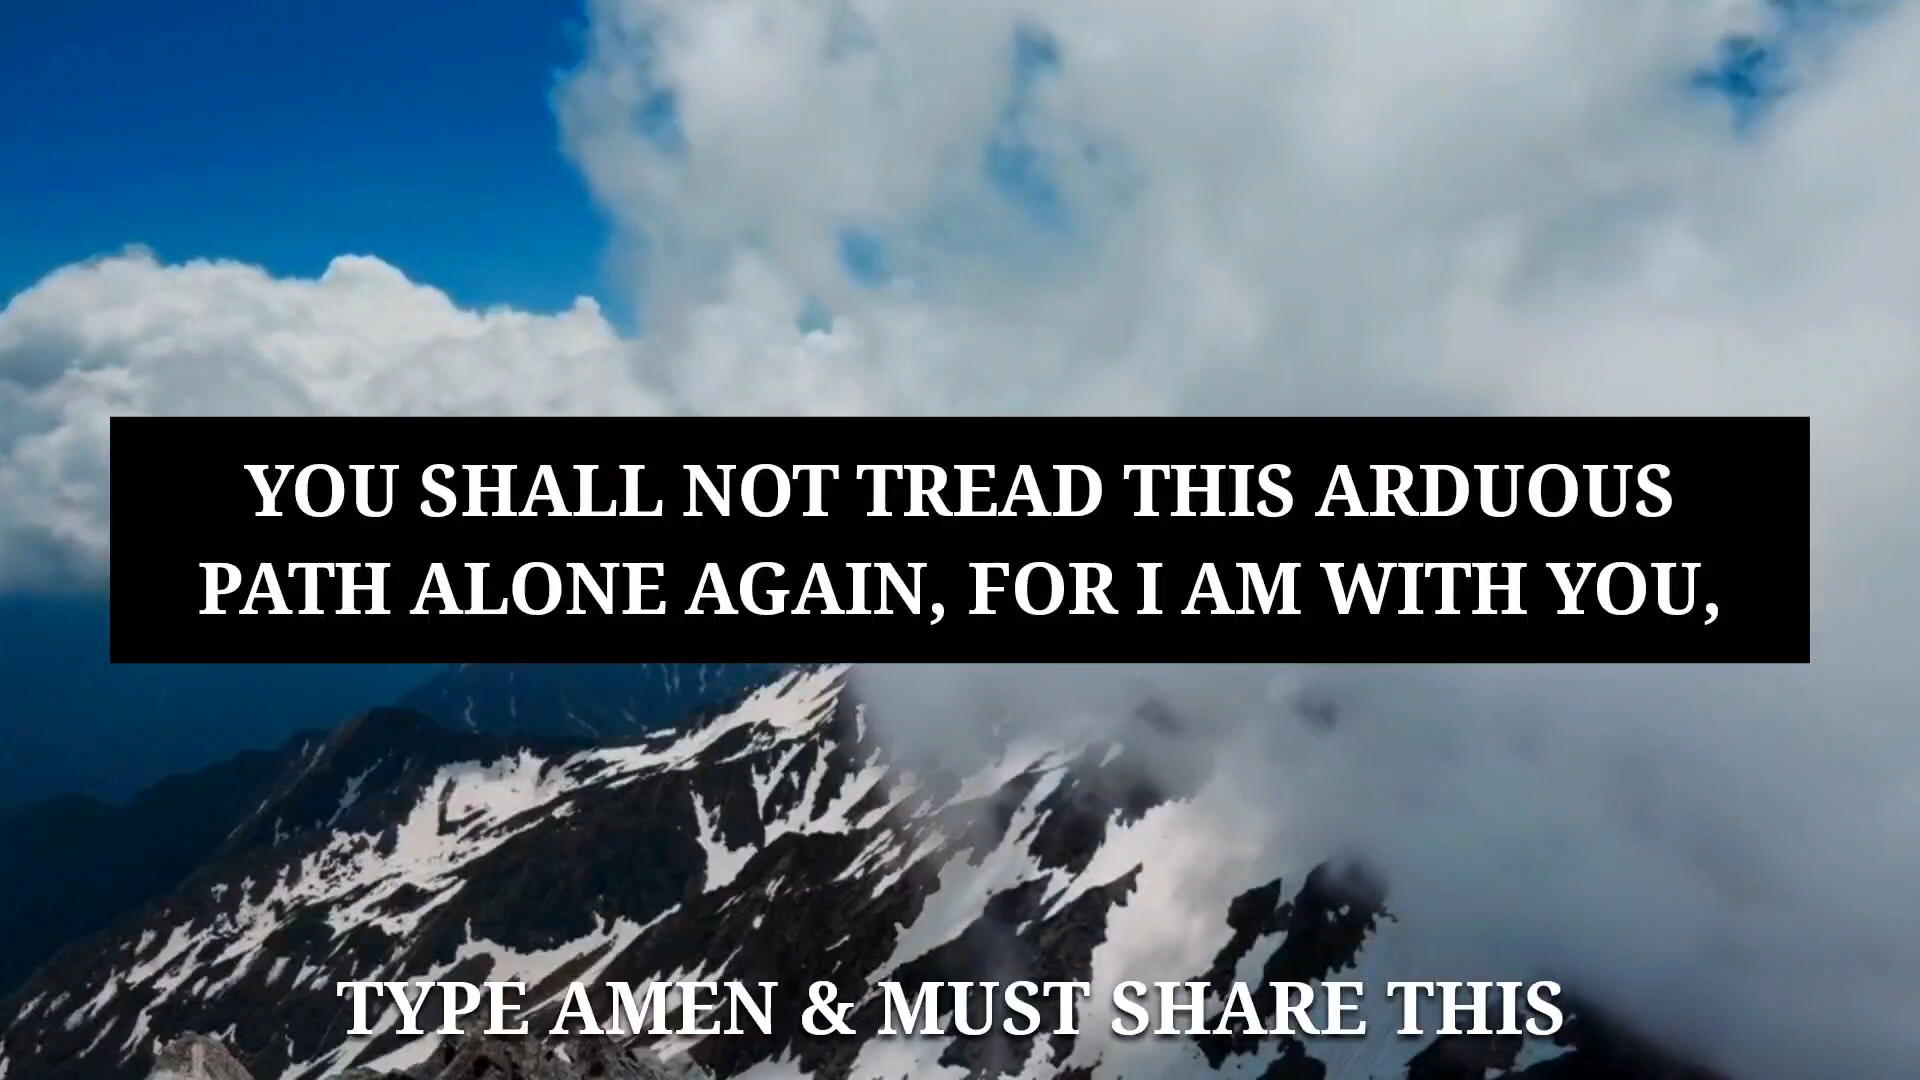 YOU SHALL NOT TREAD THIS ARDUOUS
PATH ALONE AGAIN, FOR I AM WITH YOU,
TYPE AMEN & MUST SHARE THIS